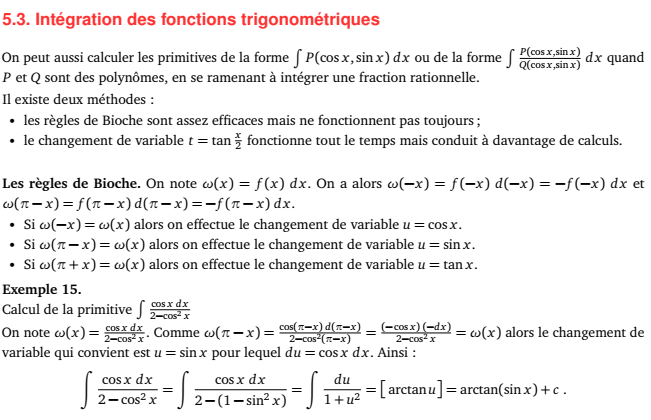 5.3. Intégration des fonctions trigonométriques
On peut aussi calculer les primitives de la forme ∫ P(cos x, sin x) dx ou de la forme ∫ P(cos x,sin x)/Q(cos x,sin x) dx quand
P et Q sont des polynômes, en se ramenant à intégrer une fraction rationnelle.
Il existe deux méthodes :
• les règles de Bioche sont assez efficaces mais ne fonctionnent pas toujours ;
• le changement de variable t = tan x/2 fonctionne tout le temps mais conduit à davantage de calculs.
Les règles de Bioche. On note ω(x) = f(x) dx. On a alors ω(−x) = f(−x) d(−x) = −f(−x) dx et
ω(π − x) = f(π − x) d(π − x) = −f(π − x) dx.
• Si ω(−x) = ω(x) alors on effectue le changement de variable u = cos x.
• Si ω(π − x) = ω(x) alors on effectue le changement de variable u = sin x.
• Si ω(π + x) = ω(x) alors on effectue le changement de variable u = tan x.
Exemple 15.
Calcul de la primitive ∫ cos x dx/2−cos² x
On note ω(x) = cos x dx/2−cos² x. Comme ω(π − x) = cos(π−x) d(π−x)/2−cos²(π−x) = (−cos x) (−dx)/2−cos² x = ω(x) alors le changement de
variable qui convient est u = sin x pour lequel du = cos x dx. Ainsi :
∫ cos x dx/2 − cos² x = ∫ cos x dx/2 − (1 − sin² x) = ∫ du/1 + u² = [arctan u] = arctan(sin x) + c .